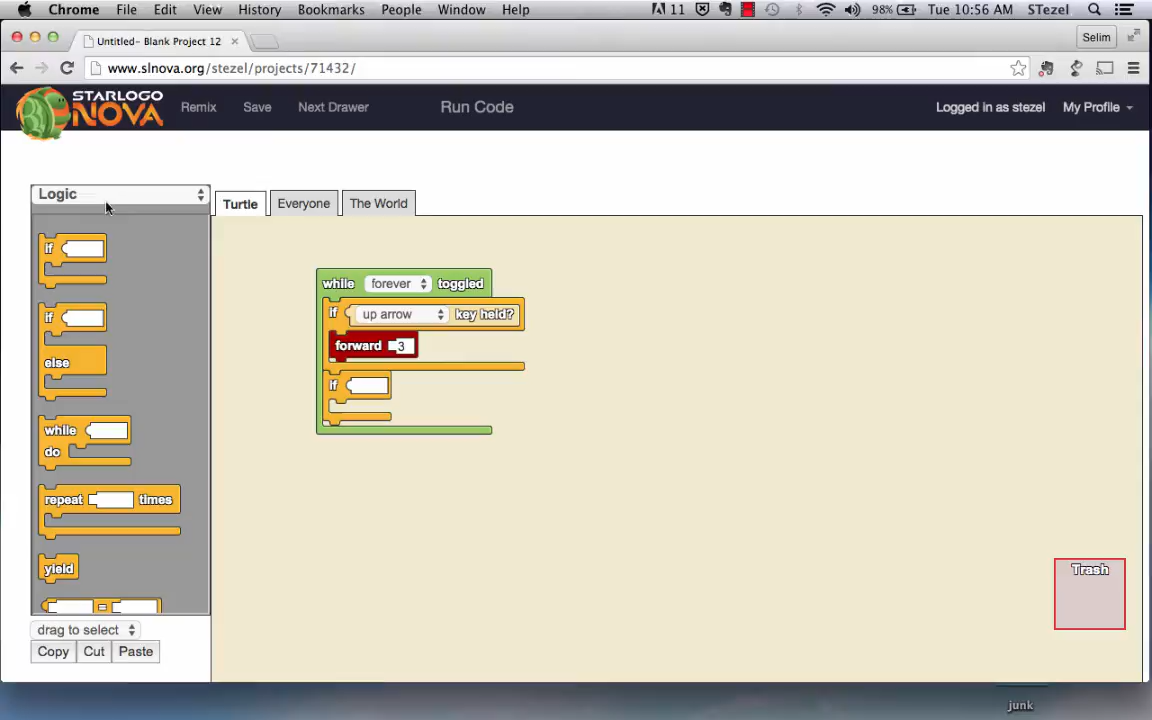 Chrome File Edit View History Bookmarks People Window Help 11 98% Tue 10:56 AM STezel
Untitled- Blank Project 12 Selim
www.slnova.org/stezel/projects/71432/
STARLOGO NOVA Remix Save Next Drawer Run Code Logged in as stezel My Profile
Logic
Turtle Everyone The World
if
if
else
while
do
repeat times
yield
=
while forever toggled
if up arrow key held?
forward 3
if
Trash
drag to select
Copy Cut Paste
junk